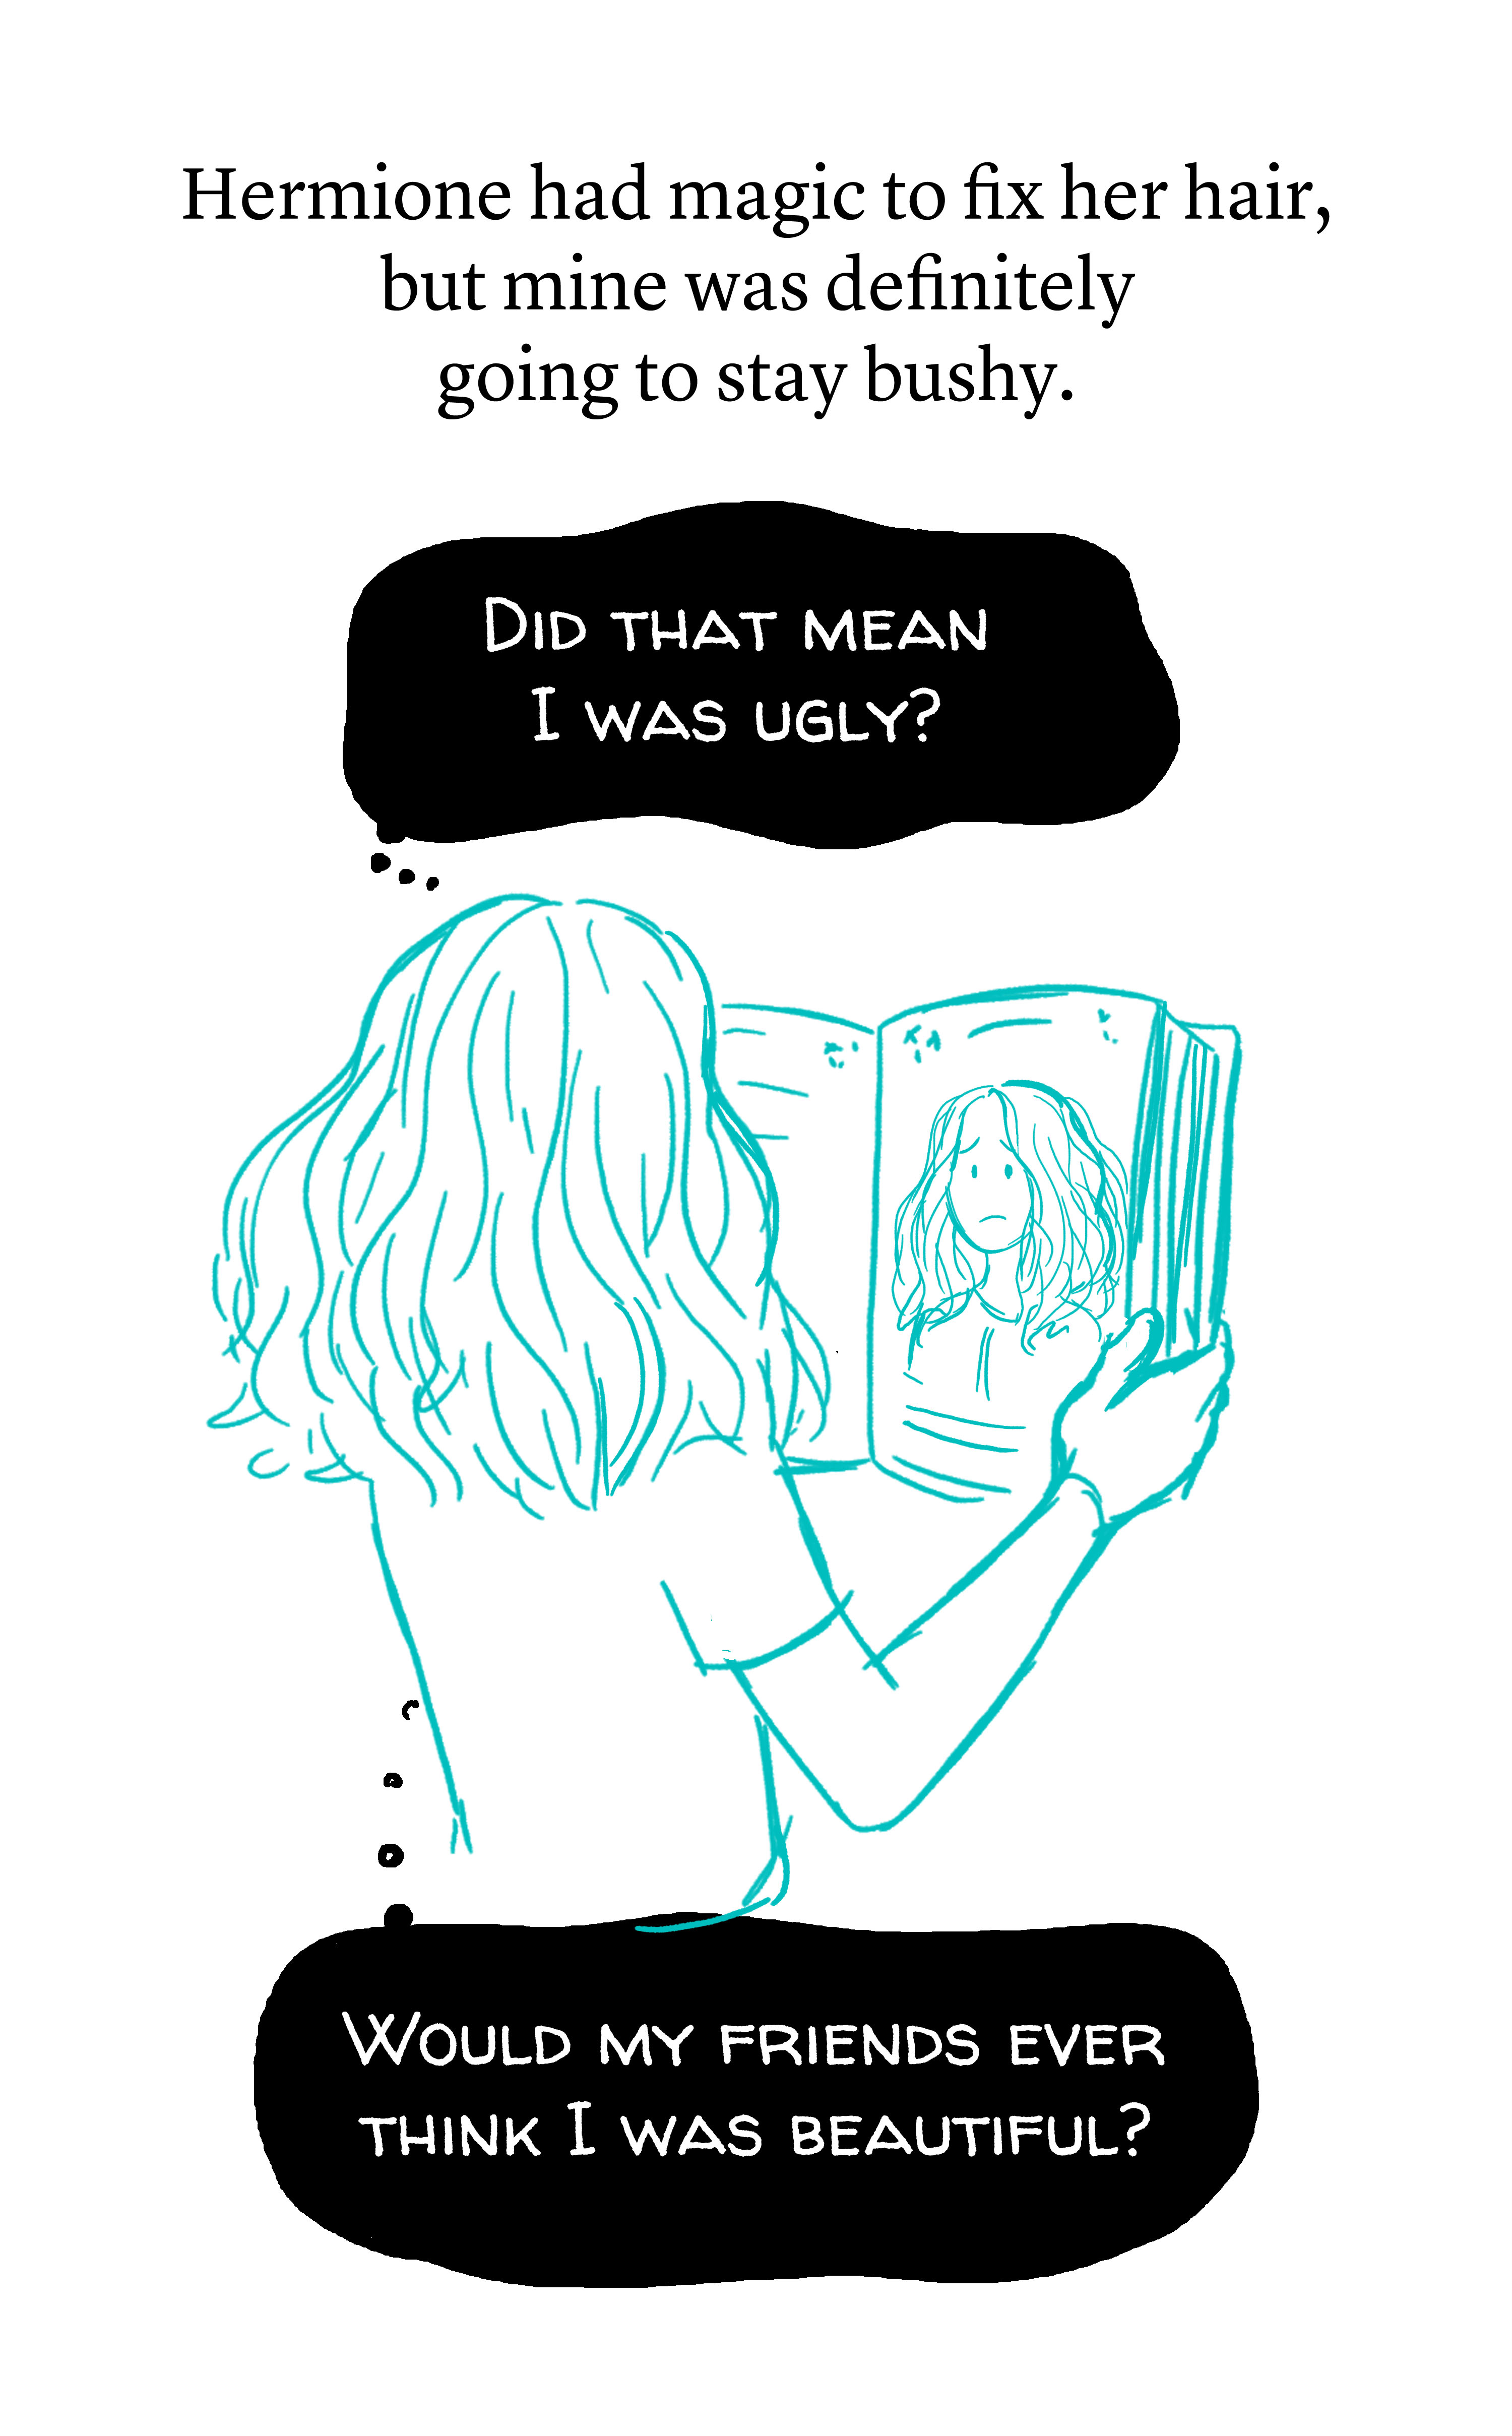 Hermione had magic to fix her hair,
but mine was definitely
going to stay bushy.
DID THAT MEAN
I WAS UGLY?
WOULD MY FRIENDS EVER
THINK I WAS BEAUTIFUL?